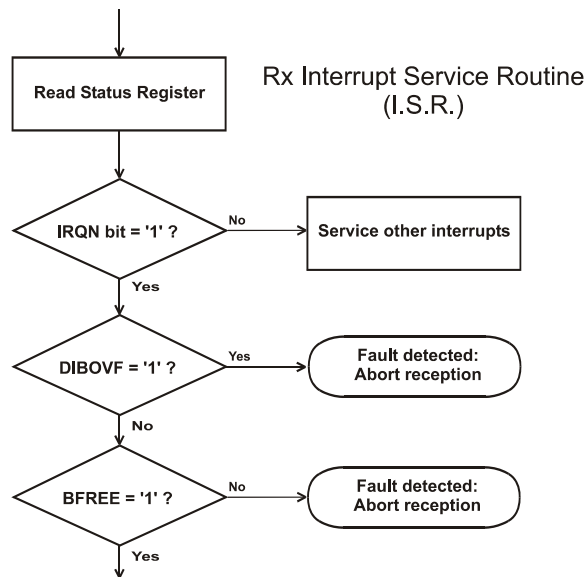 Rx Interrupt Service Routine
(I.S.R.)
Read Status Register
IRQN bit = '1' ?
No
Service other interrupts
Yes
DIBOVF = '1' ?
Yes
Fault detected:
Abort reception
No
BFREE = '1' ?
No
Fault detected:
Abort reception
Yes